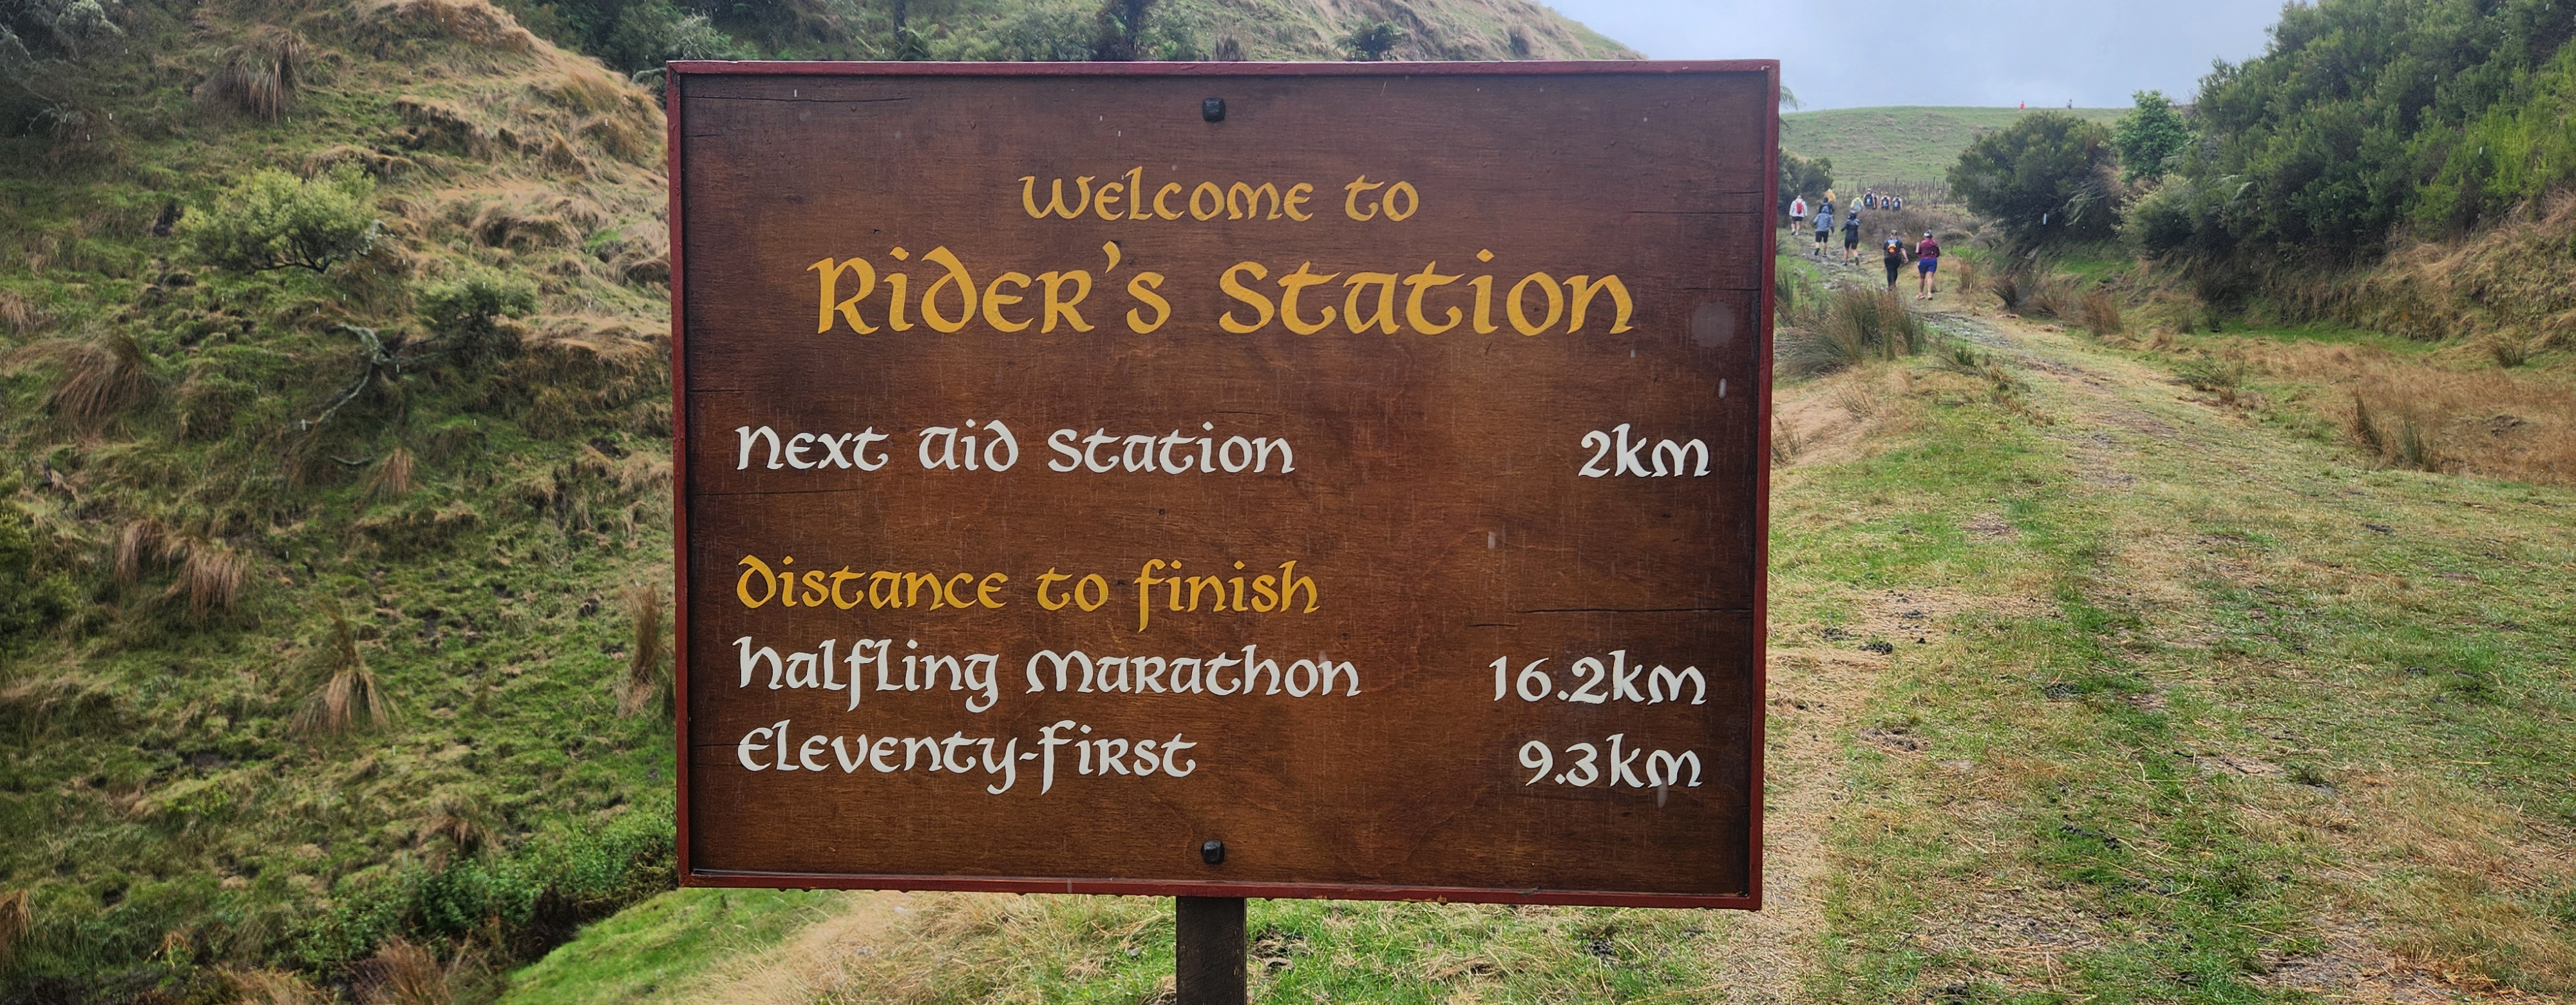 Welcome to
Rider's Station
Next Aid Station 2km
Distance to finish
Halfling Marathon 16.2km
Eleventy-First 9.3km